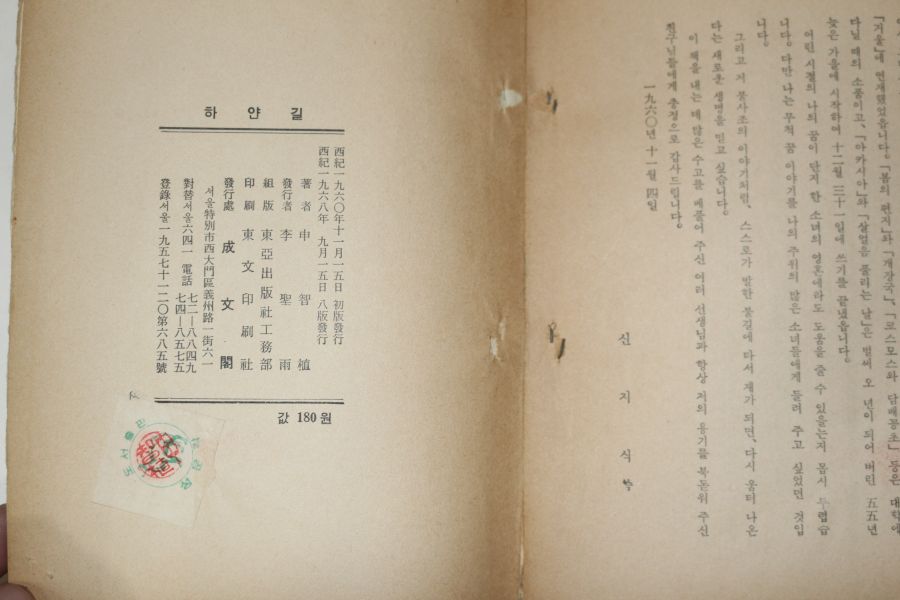 『거울』에 연재했었읍니다. 『봄의 편지』와 『개장국』, 『코스모스와 담배꽁초』 등은 대학에
다닐 때의 소품이고, 『아카시아』와 『살얼음 풀리는 날』은 벌써 오 년이 되어 버린 五五년
늦은 가을에 시작하여 十二월 三十一일에 쓰기를 끝냈읍니다.
어린 시절의 나의 꿈이 단지 한 소녀의 영혼에라도 도움을 줄 수 있을는지 몹시 두렵습
니다. 다만 나는 무척 꿈 이야기를 나의 주위의 많은 소녀들에게 들려 주고 싶었던 것입
니다.
그리고 저 불사조의 이야기처럼, 스스로가 발한 불길에 타서 재가 되면, 다시 움터 나온
다는 새로운 생명을 믿고 싶습니다.
이 책을 내는 데 많은 수고를 베풀어 주신 여러 선생님과 항상 저의 용기를 북돋워 주신
친구님들에게 충정으로 감사드립니다.
一九六○년 十一월 四일
신 지 식
하 얀 길
西紀一九六○年十一月一五日 初版發行
西紀一九六八年 九月一五日 八版發行
著 者 申 智 植
發行者 李 聖 雨
組 版 東亞出版社工務部
印 刷 東 文 印 刷 社
發行處 成 文 閣
서울特別市西大門區義州路一街六一
對替서울六四一 電話 七二―八八四九
七四―八五七五
登錄서울一九五七十一二○第六八五號
값 180원